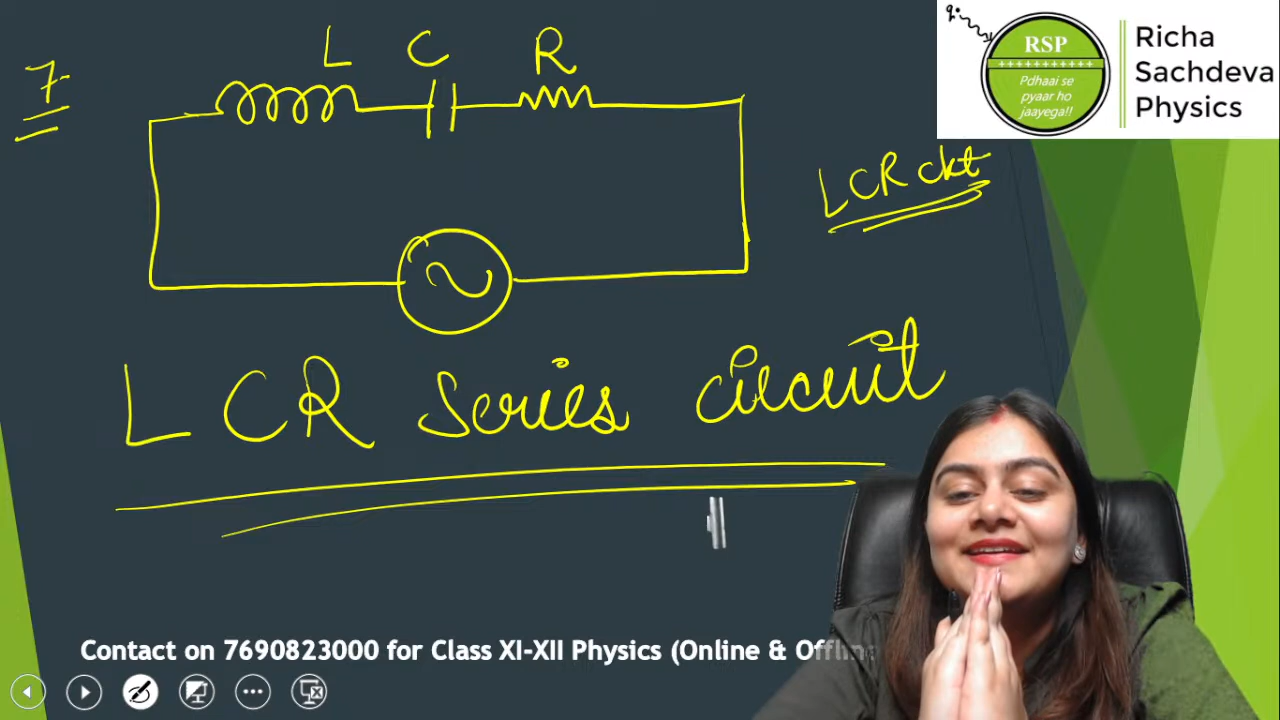 7
L C R
LCR ckt
LCR series circuit
q.
RSP
+++++++++++
Pdhaai se
pyaar ho
jaayega!!
Richa
Sachdeva
Physics
Contact on 7690823000 for Class XI-XII Physics (Online & Offline